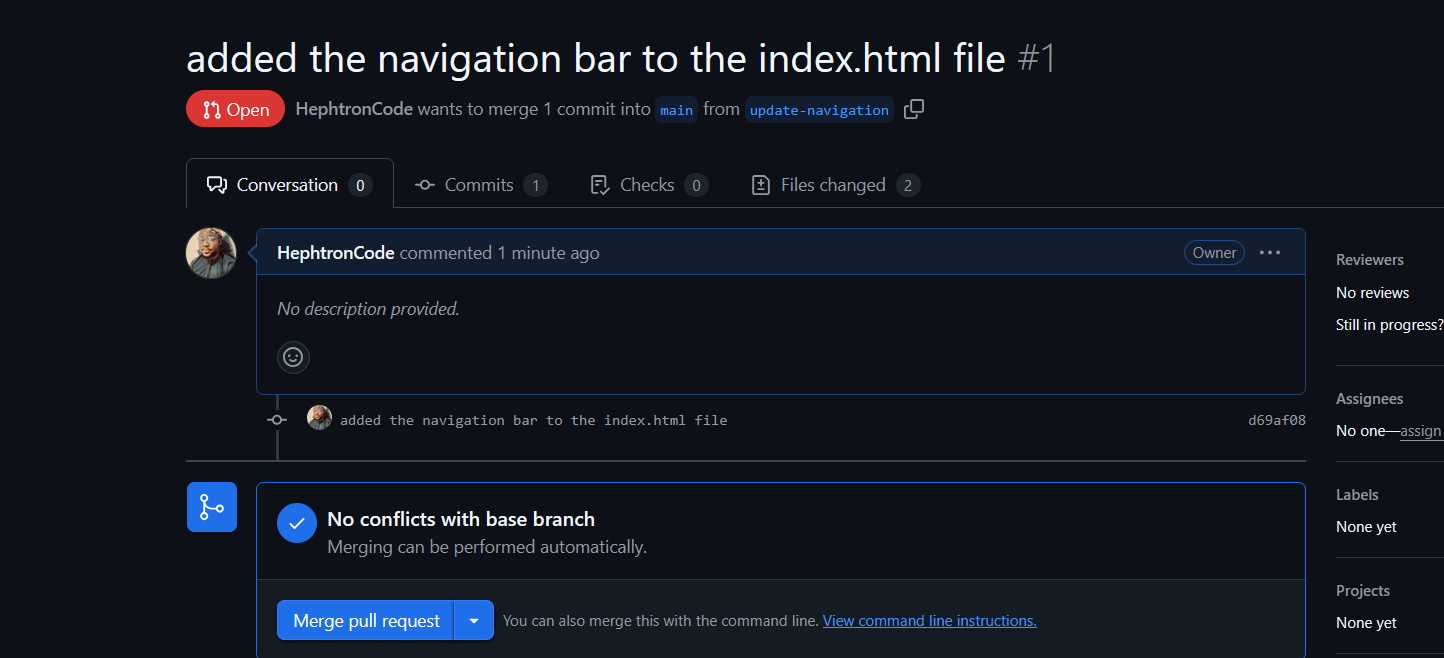 added the navigation bar to the index.html file #1
Open HephtronCode wants to merge 1 commit into main from update-navigation
Conversation 0 Commits 1 Checks 0 Files changed 2
HephtronCode commented 1 minute ago Owner
No description provided.
added the navigation bar to the index.html file d69af08
No conflicts with base branch
Merging can be performed automatically.
Merge pull request You can also merge this with the command line. View command line instructions.
Reviewers
No reviews
Still in progress?
Assignees
No one—assign
Labels
None yet
Projects
None yet